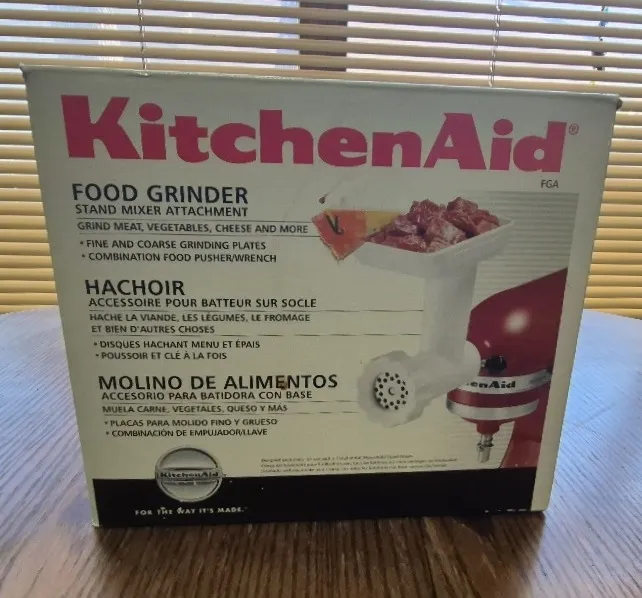 KitchenAid®
FGA
FOOD GRINDER
STAND MIXER ATTACHMENT
GRIND MEAT, VEGETABLES, CHEESE AND MORE
• FINE AND COARSE GRINDING PLATES
• COMBINATION FOOD PUSHER/WRENCH
HACHOIR
ACCESSOIRE POUR BATTEUR SUR SOCLE
HACHE LA VIANDE, LES LÉGUMES, LE FROMAGE
ET BIEN D'AUTRES CHOSES
• DISQUES HACHANT MENU ET ÉPAIS
• POUSSOIR ET CLÉ À LA FOIS
MOLINO DE ALIMENTOS
ACCESORIO PARA BATIDORA CON BASE
MUELA CARNE, VEGETALES, QUESO Y MÁS
• PLACAS PARA MOLIDO FINO Y GRUESO
• COMBINACIÓN DE EMPUJADOR/LLAVE
KitchenAid
FOR THE WAY IT'S MADE.™
enAid